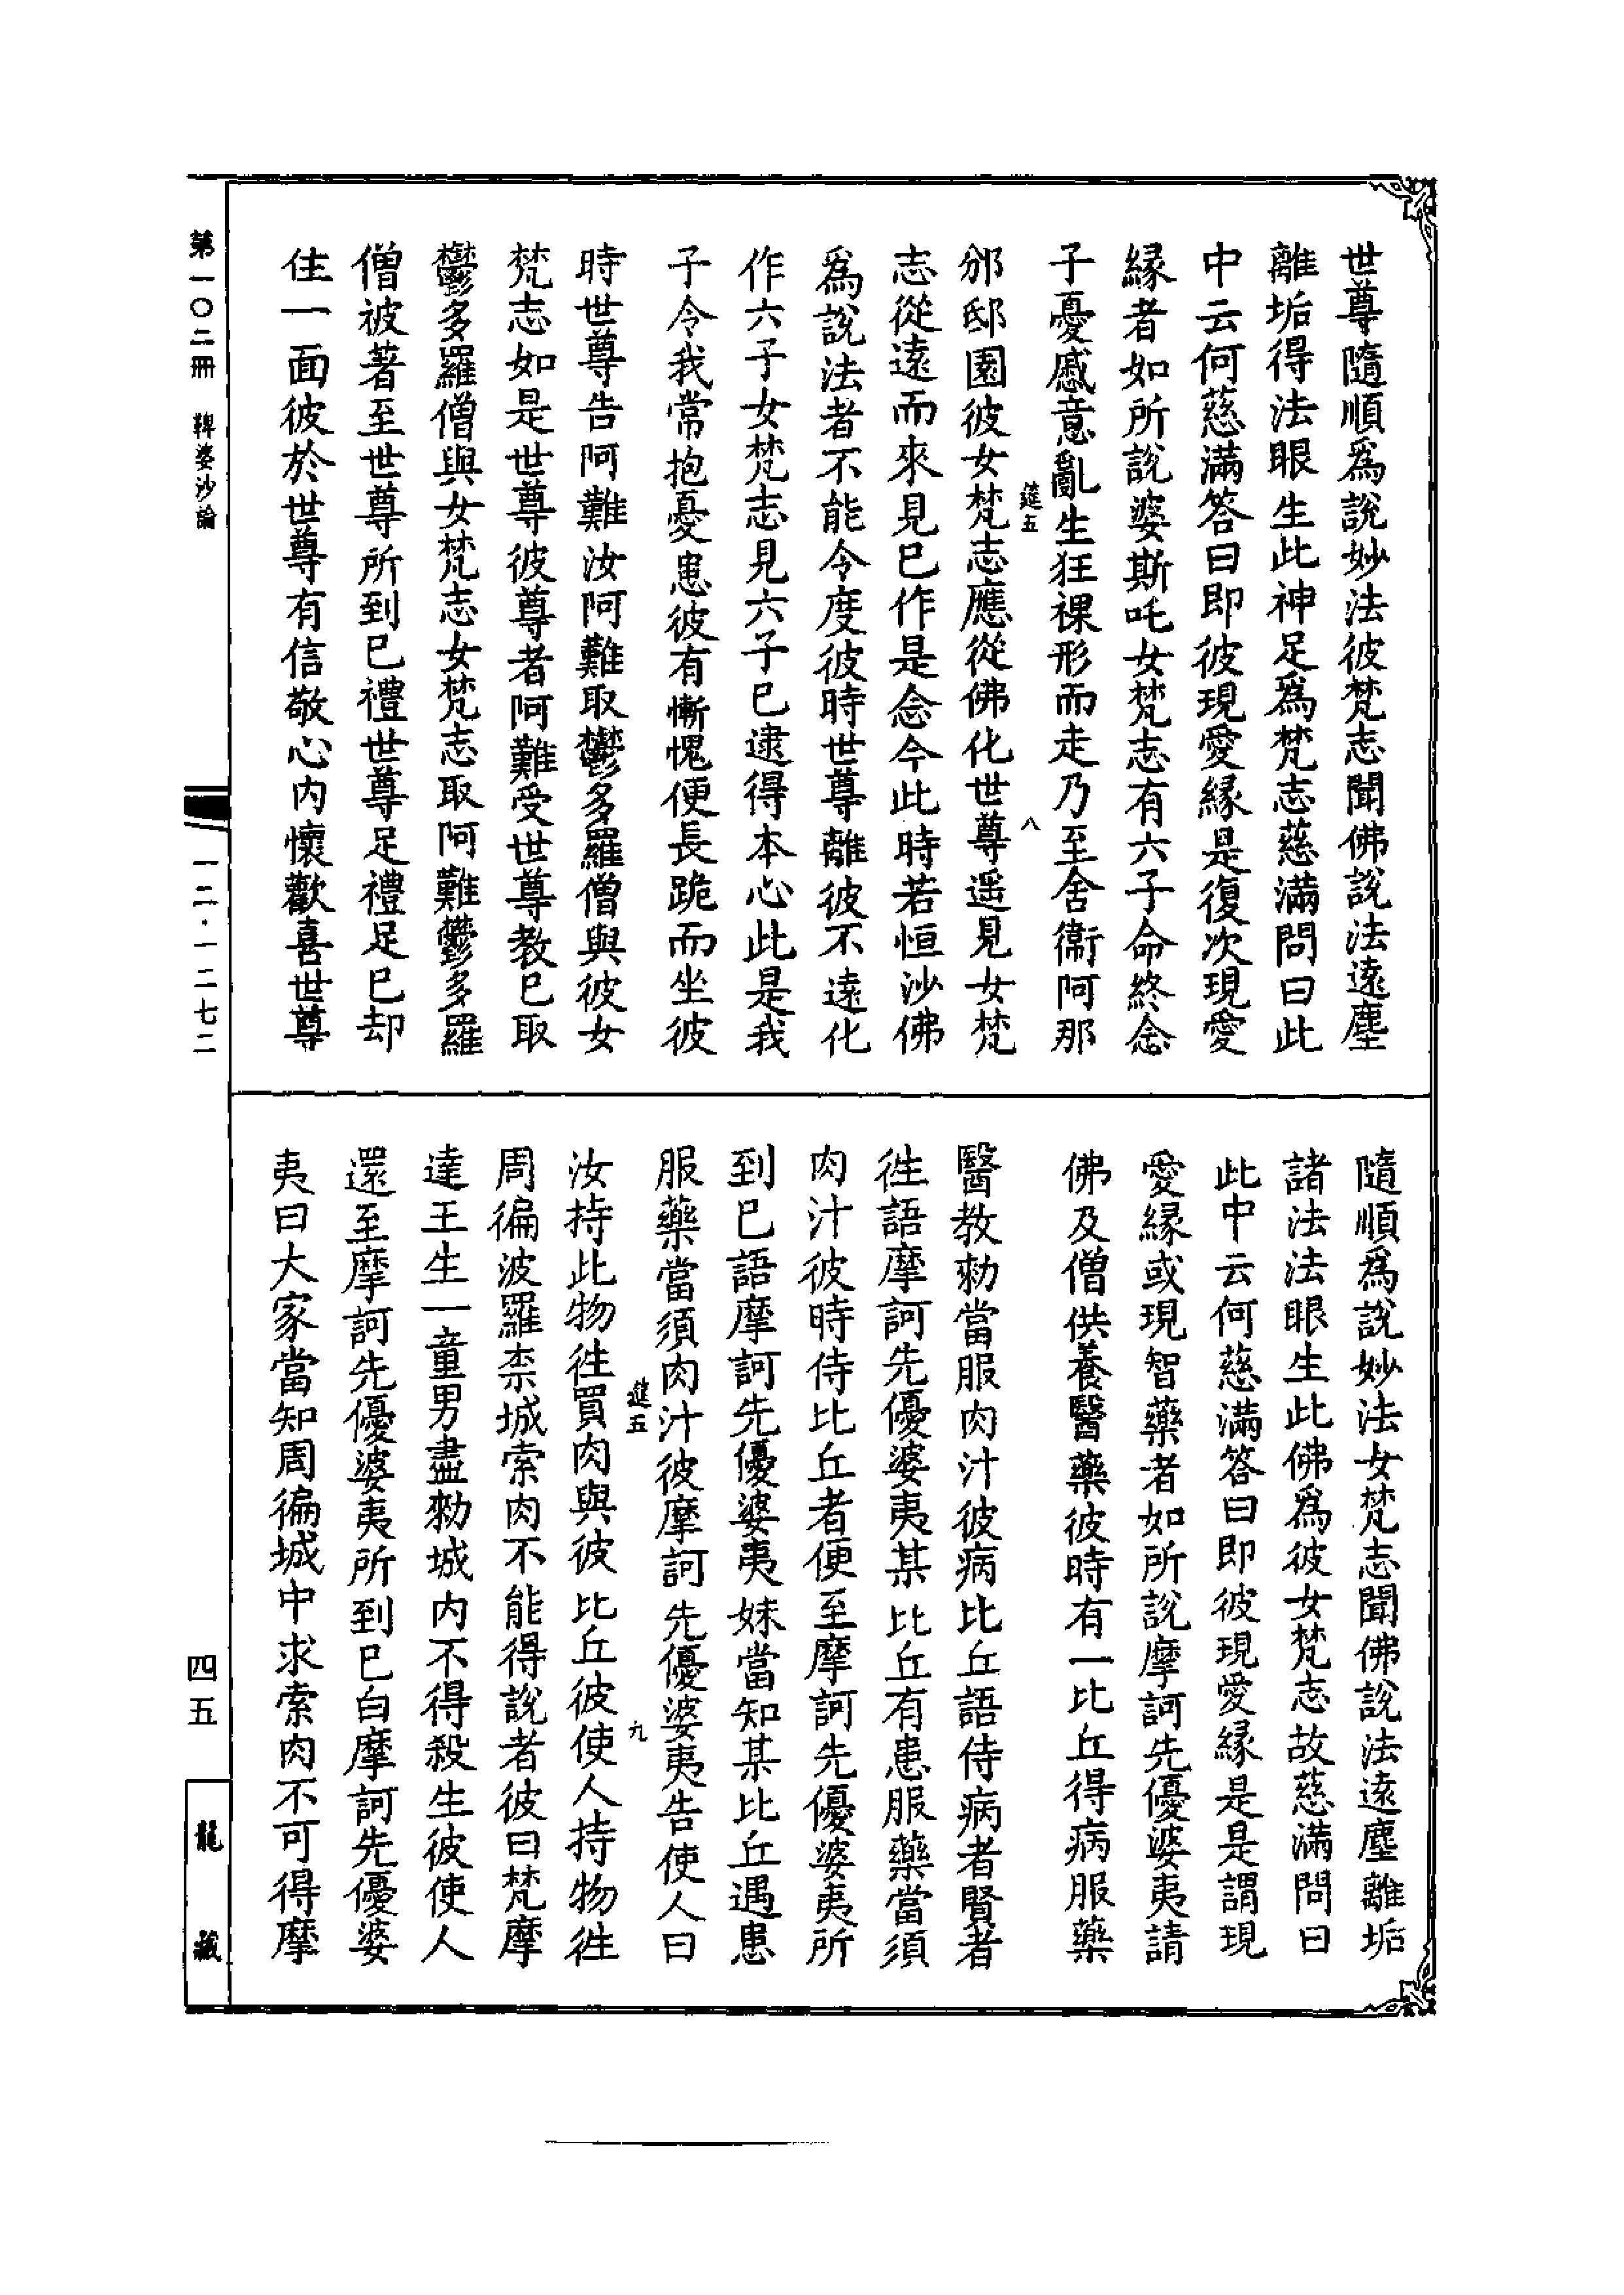 世尊隨順爲說妙法彼梵志聞佛說法遠塵
離垢得法眼生此神足爲梵志慈滿問曰此
中云何慈滿答曰即彼現愛緣是復次現愛
緣者如所說婆斯吒女梵志有六子命終念
子憂慼意亂生狂裸形而走乃至舍衞阿那
筵五
八
邠邸園彼女梵志應從佛化世尊遥見女梵
志從遠而來見已作是念今此時若恒沙佛
爲說法者不能令度彼時世尊離彼不遠化
作六子女梵志見六子已逮得本心此是我
子令我常抱憂患彼有慚愧便長跪而坐彼
時世尊告阿難汝阿難取鬱多羅僧與彼女
梵志如是世尊彼尊者阿難受世尊教已取
鬱多羅僧與女梵志女梵志取阿難鬱多羅
僧被著至世尊所到已禮世尊足禮足已却
住一面彼於世尊有信敬心内懷歡喜世尊
隨順爲說妙法女梵志聞佛說法遠塵離垢
諸法法眼生此佛爲彼女梵志故慈滿問曰
此中云何慈滿答曰即彼現愛緣是是謂現
愛緣或現智藥者如所說摩訶先優婆夷請
佛及僧供養醫藥彼時有一比丘得病服藥
醫教勑當服肉汁彼病比丘語侍病者賢者
徃語摩訶先優婆夷某比丘有患服藥當須
肉汁彼時侍比丘者便至摩訶先優婆夷所
到已語摩訶先優婆夷妹當知某比丘遇患
服藥當須肉汁彼摩訶先優婆夷告使人曰
筵五
九
汝持此物徃買肉與彼比丘彼使人持物徃
周徧波羅柰城索肉不能得說者彼曰梵摩
達王生一童男盡勑城内不得殺生彼使人
還至摩訶先優婆夷所到已白摩訶先優婆
夷曰大家當知周徧城中求索肉不可得摩
第一〇二冊 鞞婆沙論
一二·一二七二
四五
龍藏